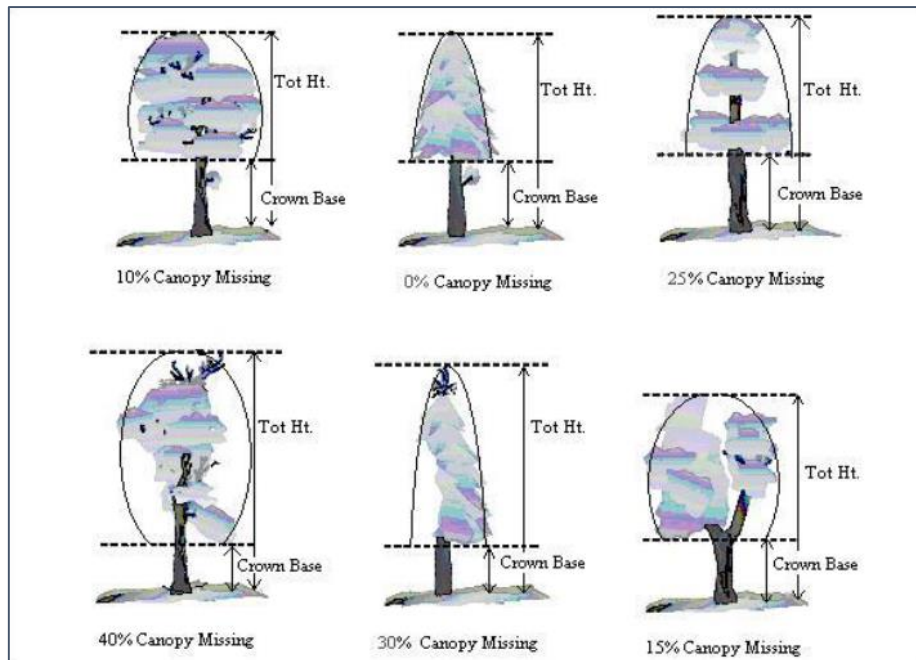 Tot Ht.
Crown Base
10% Canopy Missing
Tot Ht.
Crown Base
0% Canopy Missing
Tot Ht.
Crown Base
25% Canopy Missing
Tot Ht.
Crown Base
40% Canopy Missing
Tot Ht.
Crown Base
30% Canopy Missing
Tot Ht.
Crown Base
15% Canopy Missing